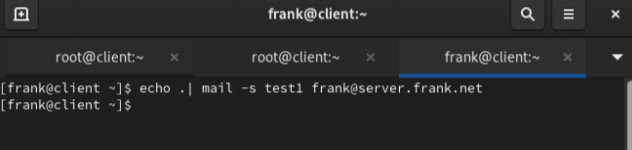 frank@client:~
root@client:~
root@client:~
frank@client:~
[frank@client ~]$ echo .| mail -s test1 frank@server.frank.net
[frank@client ~]$